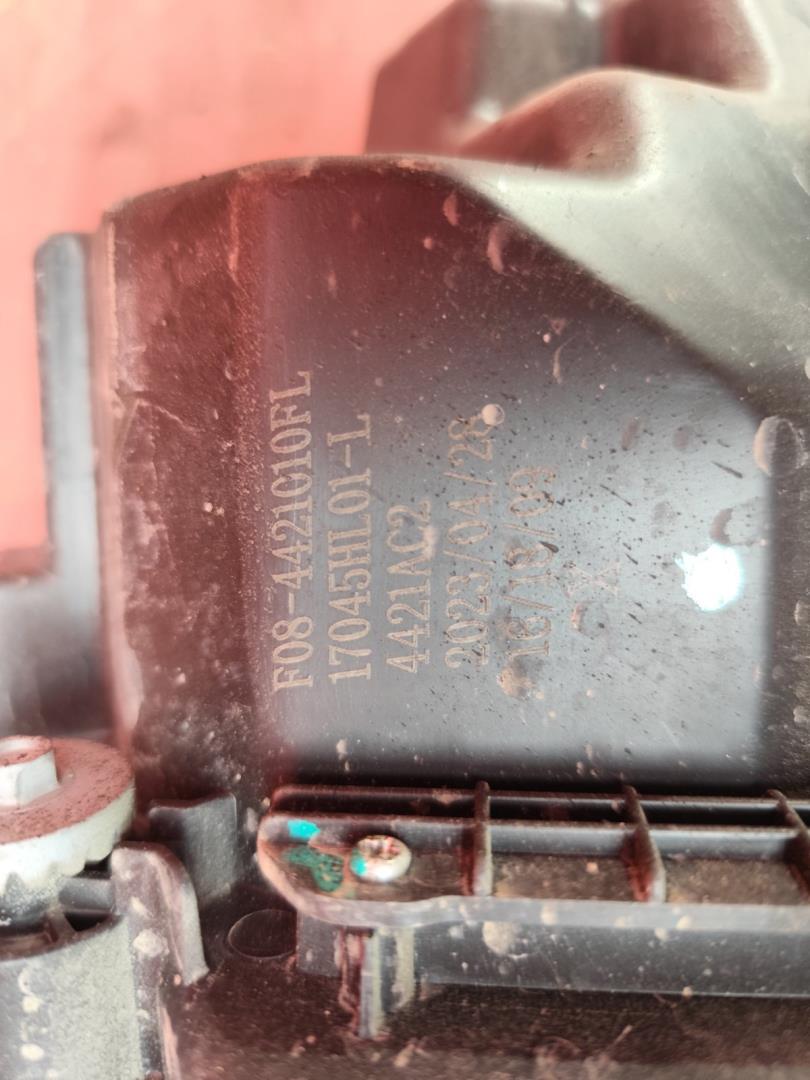 F08-4421010FL
17045HL01-L
4421AC2
2023/04/28
16/18/09
X